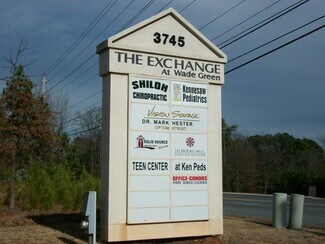 3745
THE EXCHANGE
At Wade Green
SHILOH
CHIROPRACTIC
Kennesaw
Pediatrics
Vision Source
DR. MARK HESTER
OPTOMETRIST
SOLID SOURCE
TEEN CENTER at Ken Peds
OFFICE-CONDOS
FOR SALE/LEASE